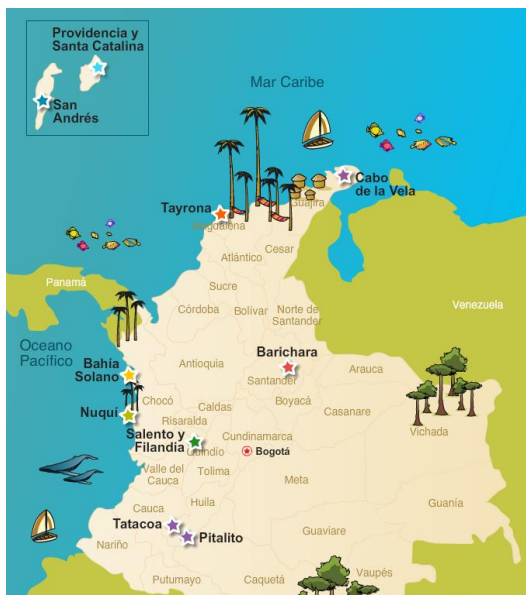 Providencia y
Santa Catalina
San
Andrés
Mar Caribe
Cabo
de la Vela
Guajira
Tayrona
Magdalena
Cesar
Atlántico
Panamá
Sucre
Córdoba
Bolívar
Norte de
Santander
Venezuela
Oceano
Pacífico
Bahía
Solano
Antioquia
Barichara
Santander
Arauca
Chocó
Caldas
Boyacá
Casanare
Nuquí
Risaralda
Vichada
Salento y
Filandia
Cundinamarca
Quindío
Bogotá
Valle del
Cauca
Tolima
Meta
Huila
Cauca
Guanía
Tatacoa
Pitalito
Guaviare
Nariño
Putumayo
Caquetá
Vaupés